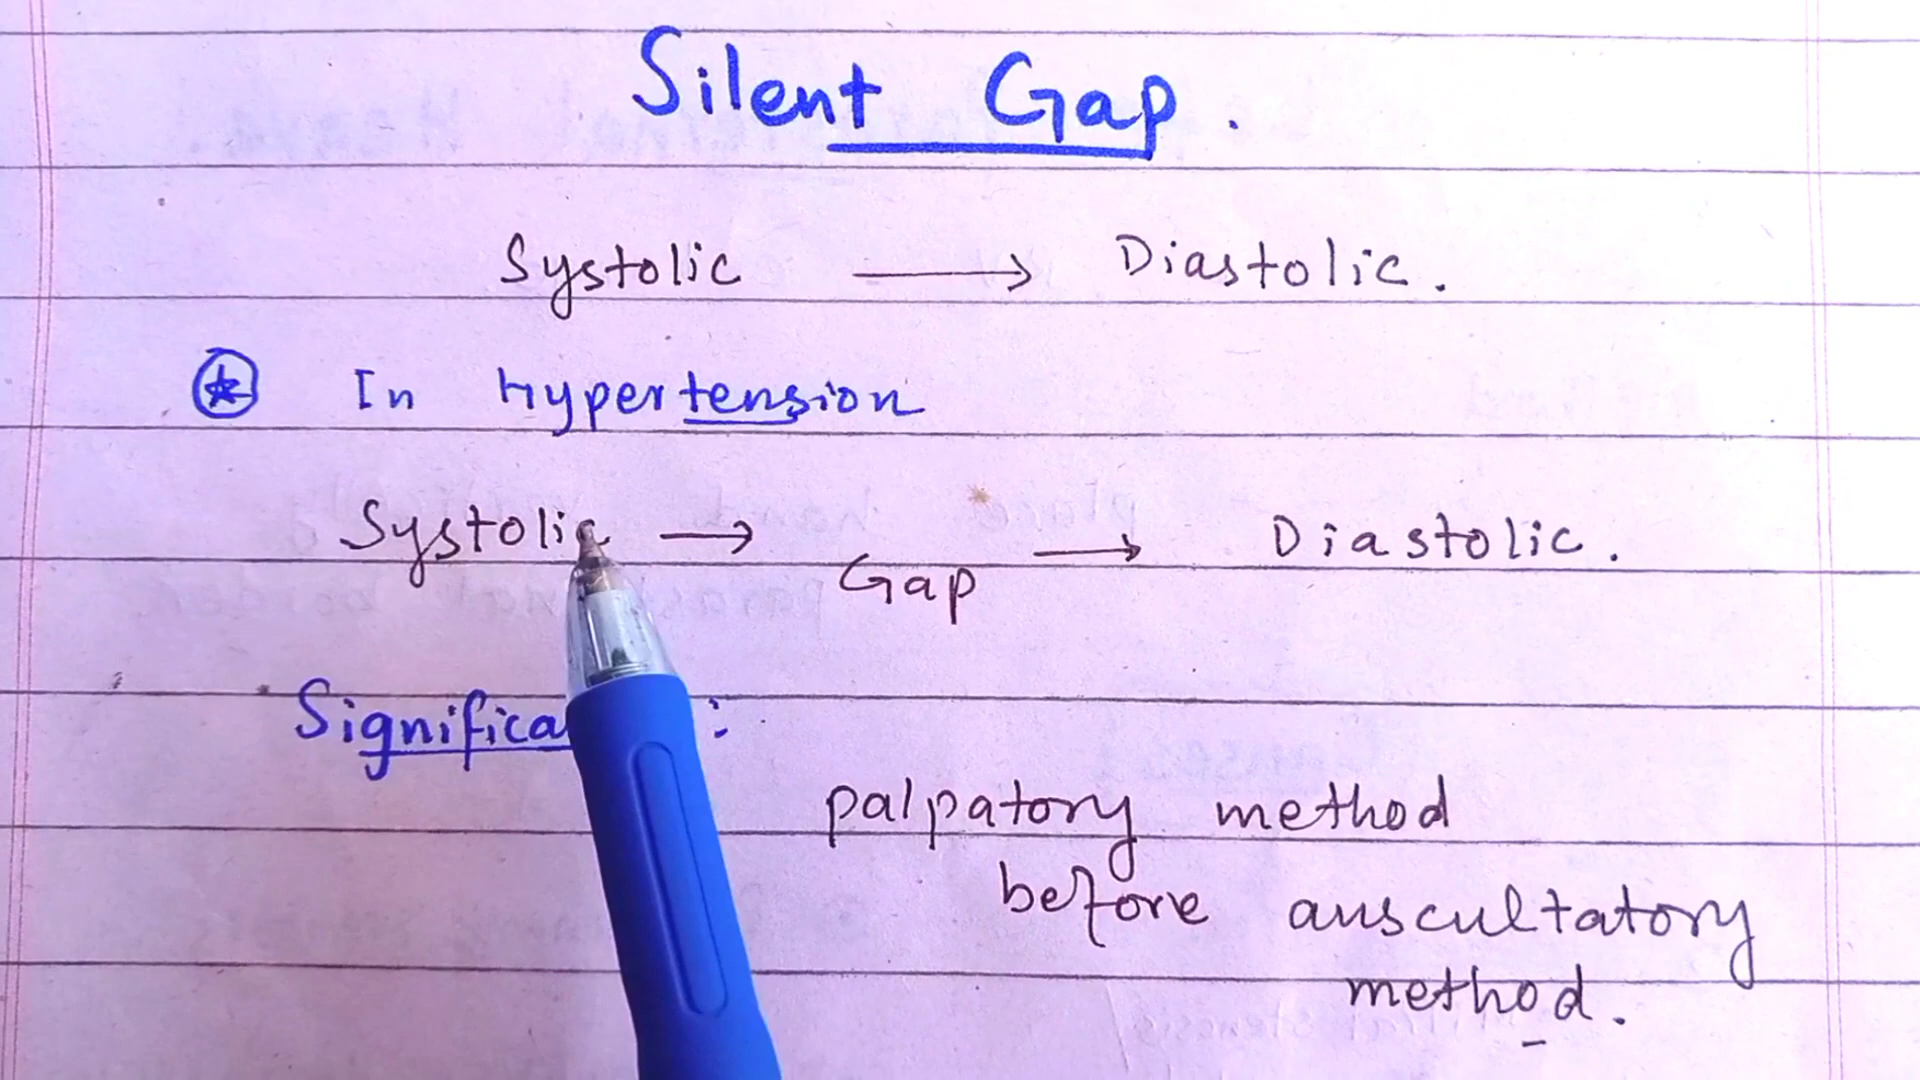 Silent Gap.
Systolic → Diastolic.
In Hypertension
Systolic → Gap → Diastolic.
:
palpatory method
before auscultatory
method.